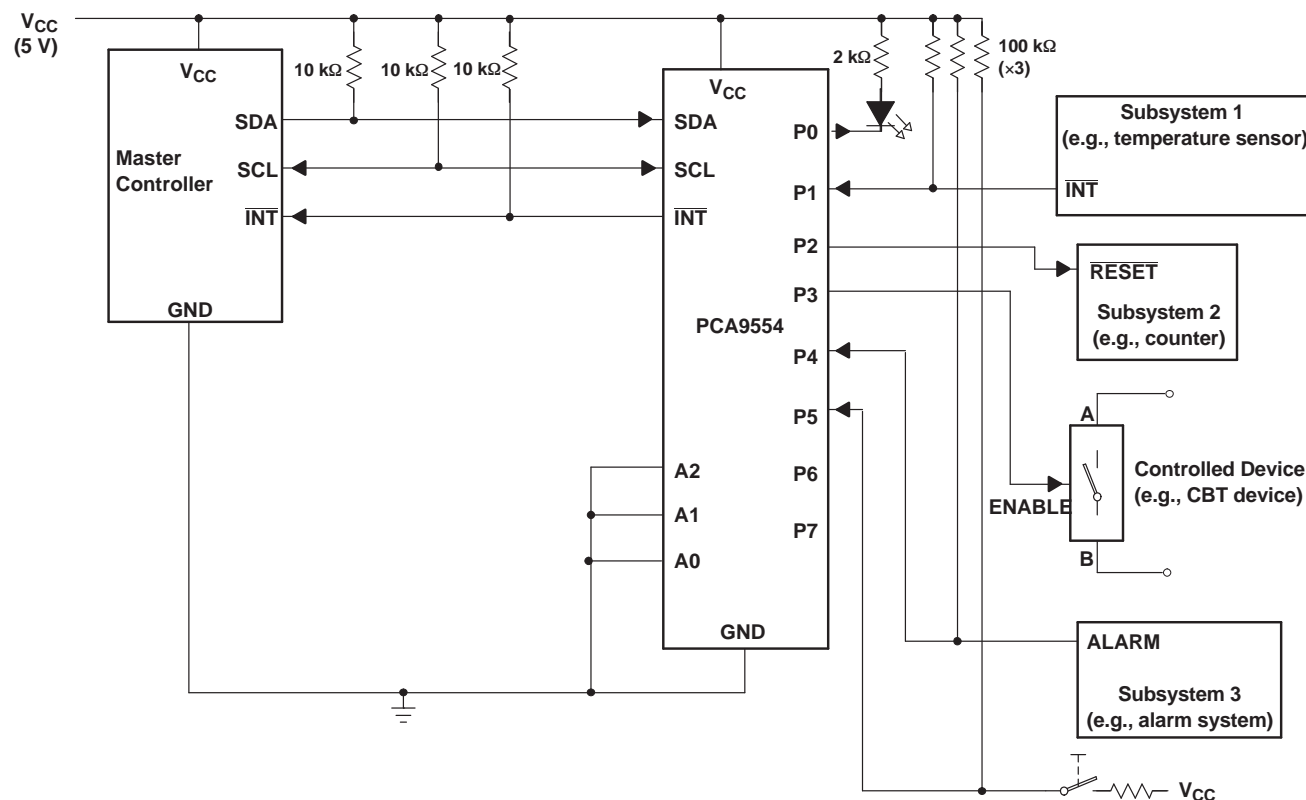 VCC
(5 V)
VCC
10 kΩ
10 kΩ
10 kΩ
SDA
Master
Controller
SCL
INT
GND
VCC
SDA
SCL
INT
PCA9554
A2
A1
A0
GND
P0
P1
P2
P3
P4
P5
P6
P7
2 kΩ
100 kΩ
(×3)
Subsystem 1
(e.g., temperature sensor)
INT
RESET
Subsystem 2
(e.g., counter)
A
Controlled Device
(e.g., CBT device)
ENABLE
B
ALARM
Subsystem 3
(e.g., alarm system)
VCC